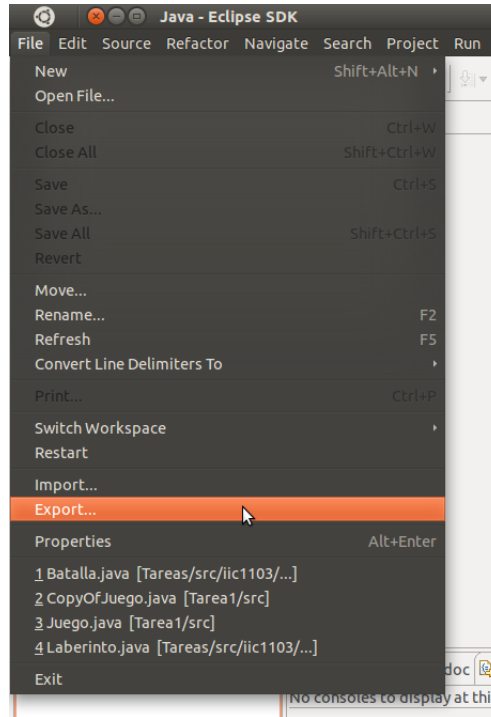 Java - Eclipse SDK
File Edit Source Refactor Navigate Search Project Run
New Shift+Alt+N
Open File...
Close Ctrl+W
Close All Shift+Ctrl+W
Save Ctrl+S
Save As...
Save All Shift+Ctrl+S
Revert
Move...
Rename... F2
Refresh F5
Convert Line Delimiters To
Print... Ctrl+P
Switch Workspace
Restart
Import...
Export...
Properties Alt+Enter
1 Batalla.java [Tareas/src/iic1103/...]
2 CopyOfJuego.java [Tarea1/src]
3 Juego.java [Tarea1/src]
4 Laberinto.java [Tareas/src/iic1103/...]
Exit
doc
No consoles to display at thi